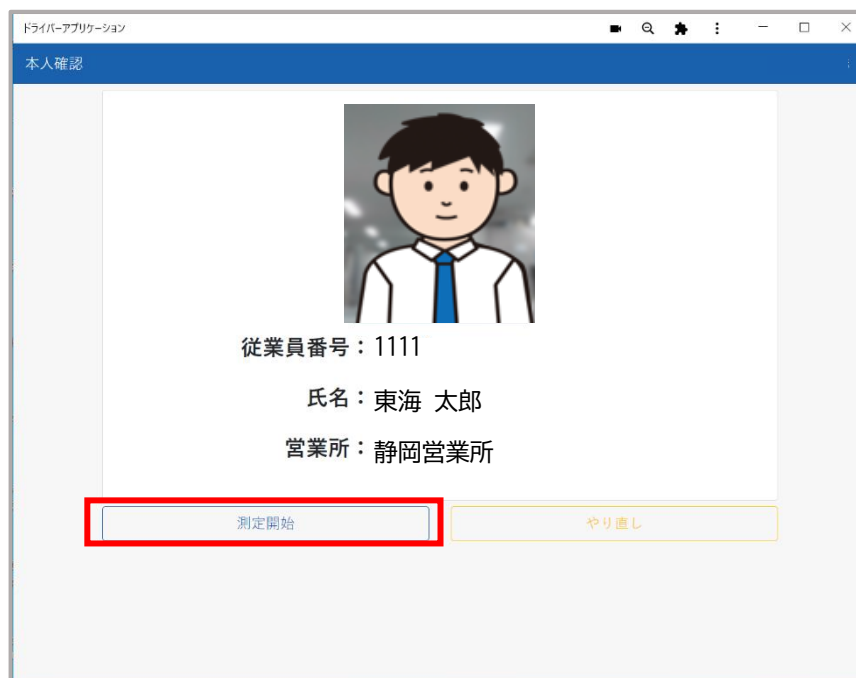 ドライバーアプリケーション
本人確認
従業員番号：1111
氏名：東海 太郎
営業所：静岡営業所
測定開始
やり直し